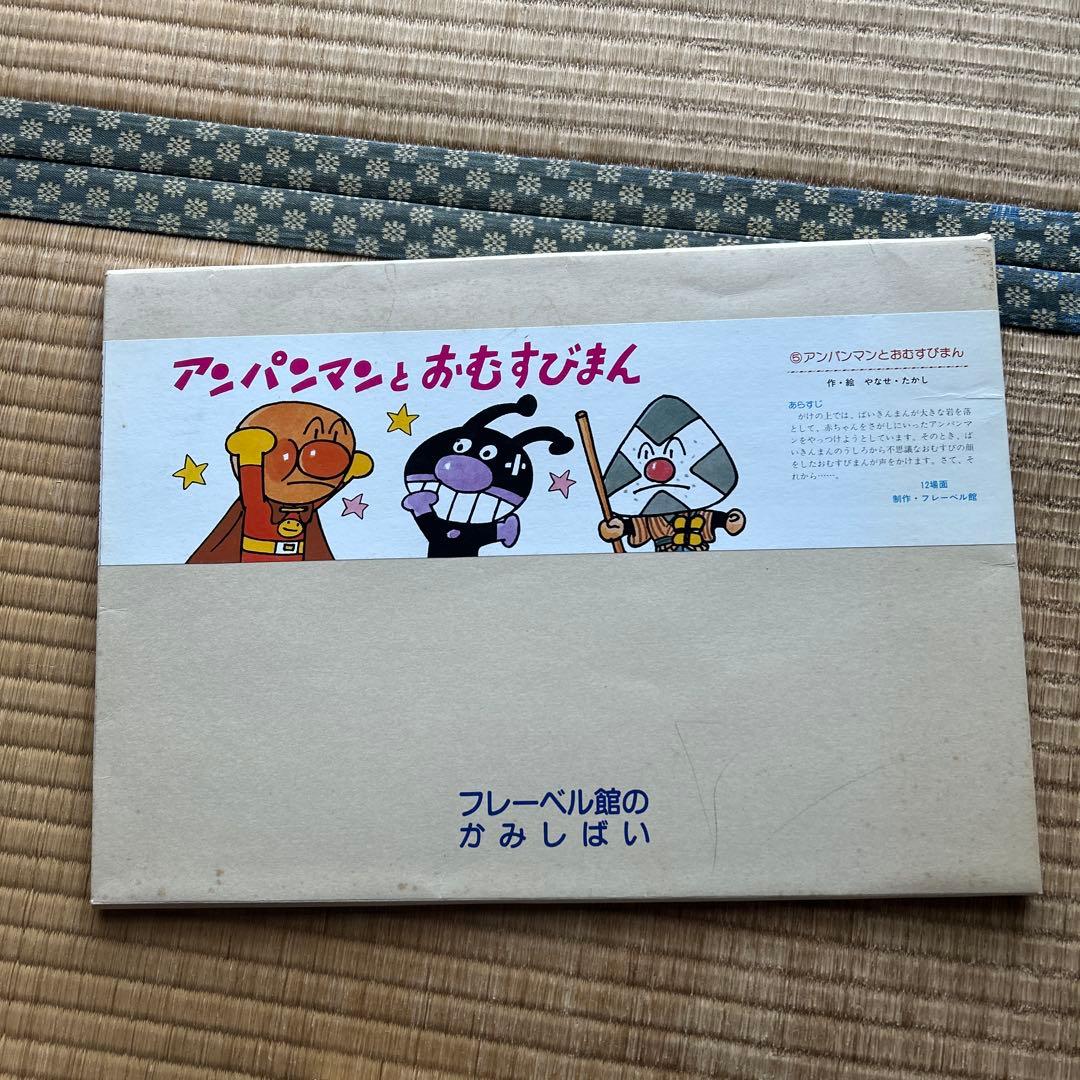 アンパンマンとおむすびまん
⑤アンパンマンとおむすびまん
作・絵　やなせ・たかし
あらすじ
がけの上では、ばいきんまんが大きな岩を落
として、赤ちゃんをさがしにいったアンパンマ
ンをやっつけようとしています。そのとき、ば
いきんまんのうしろから不思議なおむすびの顔
をしたおむすびまんが声をかけます。さて、そ
れから……。
12場面
制作・フレーベル館
フレーベル館の
かみしばい